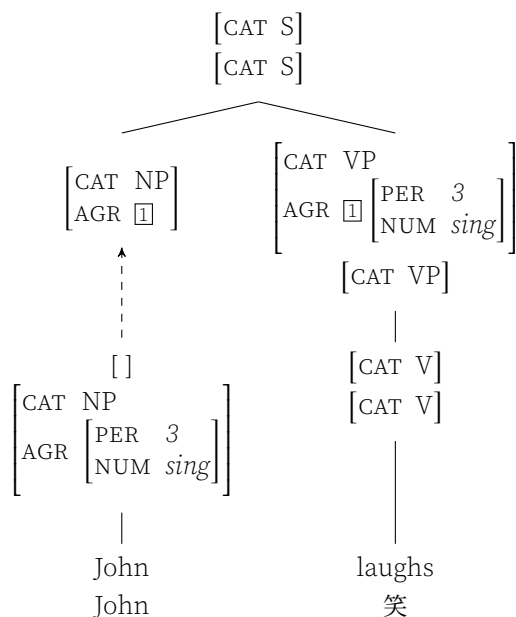 [CAT S]
[CAT S]
[CAT NP
AGR 1]
[CAT VP
AGR 1 [PER 3
NUM sing]]
[CAT VP]
[ ]
[CAT NP
AGR [PER 3
NUM sing]]
[CAT V]
[CAT V]
John
John
laughs
笑